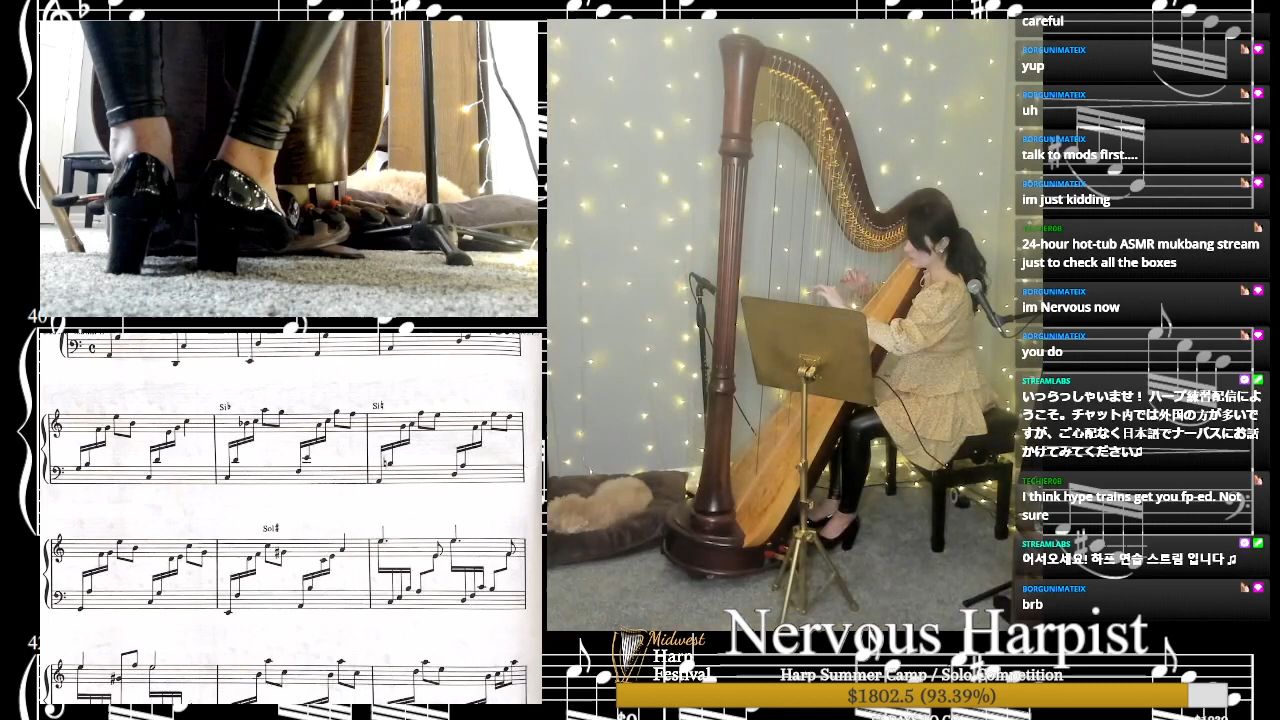 careful
BORGUNIMATEIX
yup
BORGUNIMATEIX
uh
BORGUNIMATEIX
talk to mods first....
BORGUNIMATEIX
im just kidding
TECHIEROB
24-hour hot-tub ASMR mukbang stream
just to check all the boxes
BORGUNIMATEIX
im Nervous now
BORGUNIMATEIX
you do
STREAMLABS
いらっしゃいませ！ ハープ練習配信によ
うこそ。チャット内では外国の方が多いで
すが、ご心配なく日本語でナーバスにお話
かけてみてください♫
TECHIEROB
I think hype trains get you fp-ed. Not
sure
STREAMLABS
어서오세요! 하프 연습 스트림 입니다 ♫
BORGUNIMATEIX
brb
Si♭
Si♮
Sol#
Nervous Harpist
Midwest
Harp
Festival
Harp Summer Camp / Solo Competition
$1802.5 (93.39%)